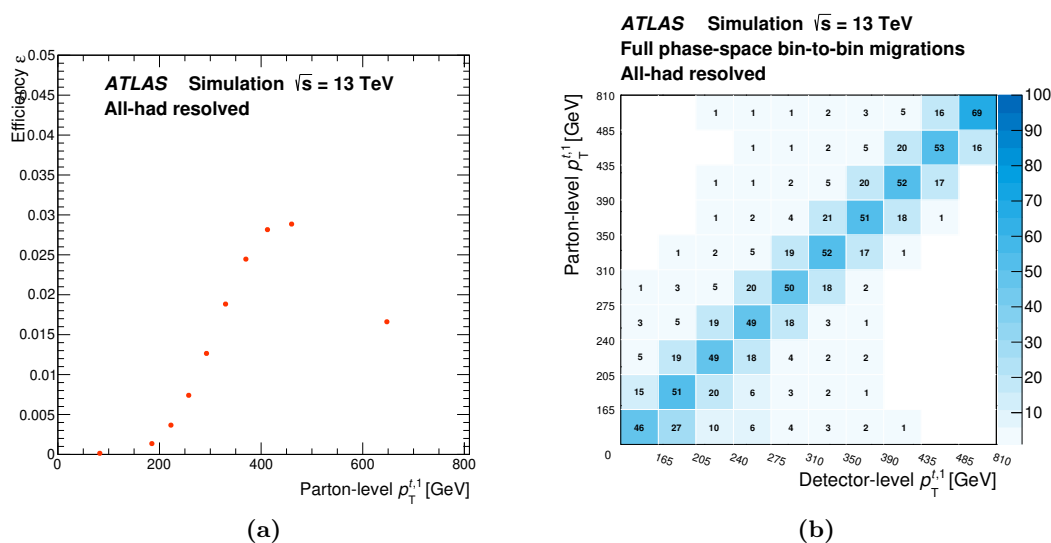 ATLAS Simulation √s = 13 TeV
All-had resolved
Efficiency ε
0.05
0.045
0.04
0.035
0.03
0.025
0.02
0.015
0.01
0.005
0
0 200 400 600 800
Parton-level p_T^{t,1} [GeV]
(a)
ATLAS Simulation √s = 13 TeV
Full phase-space bin-to-bin migrations
All-had resolved
Parton-level p_T^{t,1} [GeV]
810
1 1 1 2 3 5 16 69
485
1 1 2 5 20 53 16
435
1 1 2 5 20 52 17
390
1 2 4 21 51 18 1
350
1 2 5 19 52 17 1
310
1 3 5 20 50 18 2
275
3 5 19 49 18 3 1
240
5 19 49 18 4 2 2
205
15 51 20 6 3 2 1
165
46 27 10 6 4 3 2 1
0
165 205 240 275 310 350 390 435 485 810
Detector-level p_T^{t,1} [GeV]
100
90
80
70
60
50
40
30
20
10
(b)